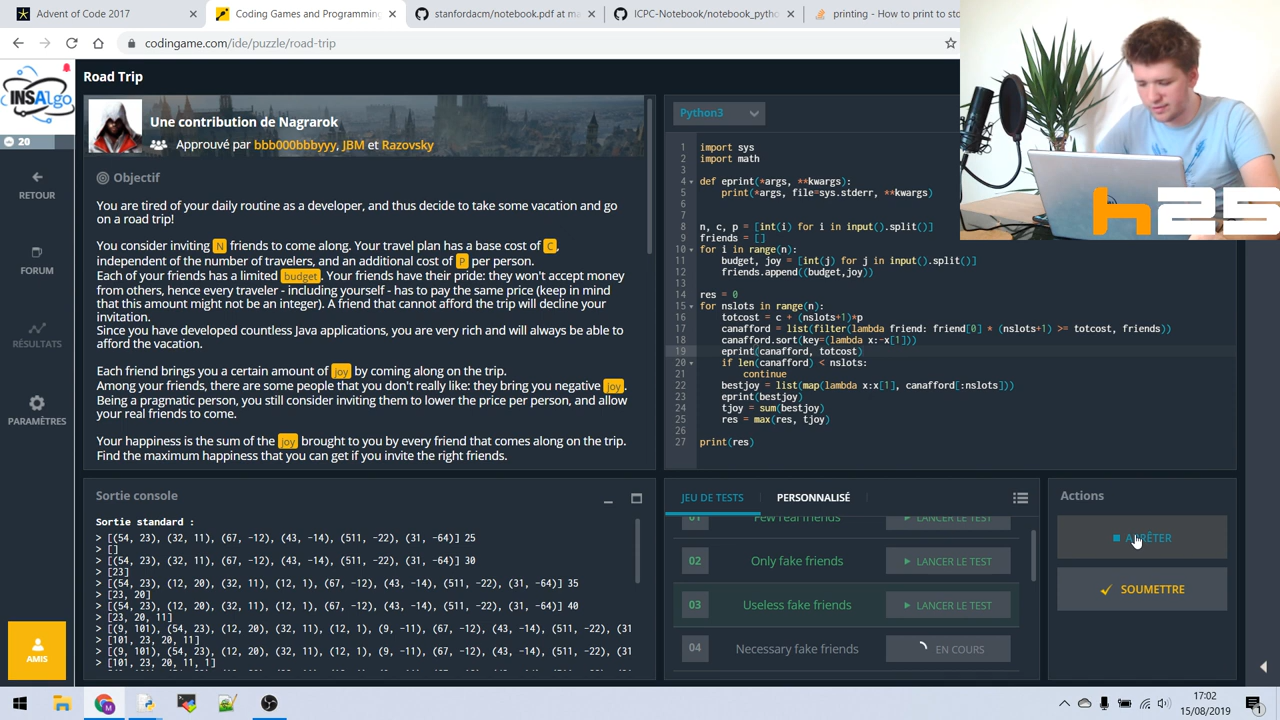 Advent of Code 2017
Coding Games and Programming
stanfordacm/notebook.pdf at ma
ICPC-Notebook/notebook_python
printing - How to print to std
codingame.com/ide/puzzle/road-trip
INSAlgo
20
RETOUR
FORUM
RÉSULTATS
PARAMÈTRES
AMIS
Road Trip
Une contribution de Nagrarok
Approuvé par bbb000bbbyyy, JBM et Razovsky
Objectif
You are tired of your daily routine as a developer, and thus decide to take some vacation and go
on a road trip!
You consider inviting N friends to come along. Your travel plan has a base cost of C,
independent of the number of travelers, and an additional cost of P per person.
Each of your friends has a limited budget. Your friends have their pride: they won't accept money
from others, hence every traveler - including yourself - has to pay the same price (keep in mind
that this amount might not be an integer). A friend that cannot afford the trip will decline your
invitation.
Since you have developed countless Java applications, you are very rich and will always be able to
afford the vacation.
Each friend brings you a certain amount of joy by coming along on the trip.
Among your friends, there are some people that you don't really like: they bring you negative joy.
Being a pragmatic person, you still consider inviting them to lower the price per person, and allow
your real friends to come.
Your happiness is the sum of the joy brought to you by every friend that comes along on the trip.
Find the maximum happiness that you can get if you invite the right friends.
Python3
1 import sys
2 import math
3
4 def eprint(*args, **kwargs):
5 print(*args, file=sys.stderr, **kwargs)
6
7
8 n, c, p = [int(i) for i in input().split()]
9 friends = []
10 for i in range(n):
11 budget, joy = [int(j) for j in input().split()]
12 friends.append((budget,joy))
13
14 res = 0
15 for nslots in range(n):
16 totcost = c + (nslots+1)*p
17 canafford = list(filter(lambda friend: friend[0] * (nslots+1) >= totcost, friends))
18 canafford.sort(key=(lambda x:-x[1]))
19 eprint(canafford, totcost)
20 if len(canafford) < nslots:
21 continue
22 bestjoy = list(map(lambda x:x[1], canafford[:nslots]))
23 eprint(bestjoy)
24 tjoy = sum(bestjoy)
25 res = max(res, tjoy)
26
27 print(res)
h25
Sortie console
Sortie standard :
> [(54, 23), (32, 11), (67, -12), (43, -14), (511, -22), (31, -64)] 25
> []
> [(54, 23), (32, 11), (67, -12), (43, -14), (511, -22), (31, -64)] 30
> [23]
> [(54, 23), (12, 20), (32, 11), (12, 1), (67, -12), (43, -14), (511, -22), (31, -64)] 35
> [23, 20]
> [(54, 23), (12, 20), (32, 11), (12, 1), (67, -12), (43, -14), (511, -22), (31, -64)] 40
> [23, 20, 11]
> [(9, 101), (54, 23), (12, 20), (32, 11), (12, 1), (9, -11), (67, -12), (43, -14), (511, -22), (31
> [101, 23, 20, 11]
> [(9, 101), (54, 23), (12, 20), (32, 11), (12, 1), (9, -11), (67, -12), (43, -14), (511, -22), (31
> [101, 23, 20, 11, 1]
JEU DE TESTS
PERSONNALISÉ
01 Few real friends LANCER LE TEST
02 Only fake friends LANCER LE TEST
03 Useless fake friends LANCER LE TEST
04 Necessary fake friends EN COURS
Actions
ARRÊTER
SOUMETTRE
17:02
15/08/2019
1